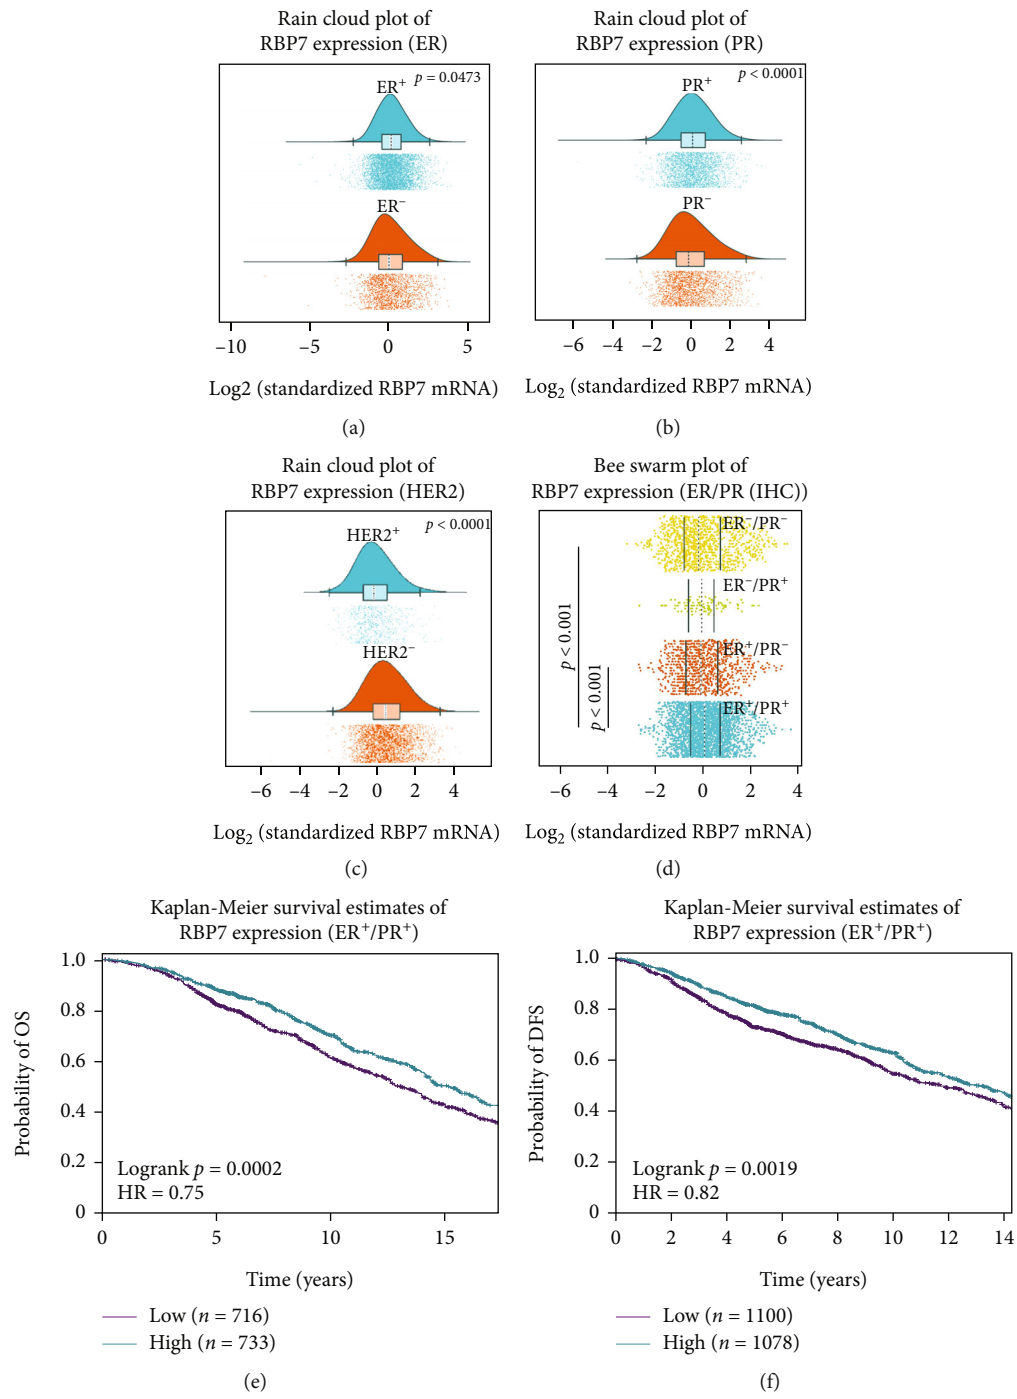 Rain cloud plot of
RBP7 expression (ER)
p = 0.0473
ER⁺
ER⁻
−10 −5 0 5
Log2 (standardized RBP7 mRNA)
(a)
Rain cloud plot of
RBP7 expression (PR)
p < 0.0001
PR⁺
PR⁻
−6 −4 −2 0 2 4
Log₂ (standardized RBP7 mRNA)
(b)
Rain cloud plot of
RBP7 expression (HER2)
p < 0.0001
HER2⁺
HER2⁻
−6 −4 −2 0 2 4
Log₂ (standardized RBP7 mRNA)
(c)
Bee swarm plot of
RBP7 expression (ER/PR (IHC))
ER⁻/PR⁻
ER⁻/PR⁺
ER⁺/PR⁻
ER⁺/PR⁺
p < 0.001
p < 0.001
−6 −4 −2 0 2 4
Log₂ (standardized RBP7 mRNA)
(d)
Kaplan-Meier survival estimates of
RBP7 expression (ER⁺/PR⁺)
Probability of OS
1.0
0.8
0.6
0.4
0.2
0
Logrank p = 0.0002
HR = 0.75
0 5 10 15
Time (years)
Low (n = 716)
High (n = 733)
(e)
Kaplan-Meier survival estimates of
RBP7 expression (ER⁺/PR⁺)
Probability of DFS
1.0
0.8
0.6
0.4
0.2
0
Logrank p = 0.0019
HR = 0.82
0 2 4 6 8 10 12 14
Time (years)
Low (n = 1100)
High (n = 1078)
(f)